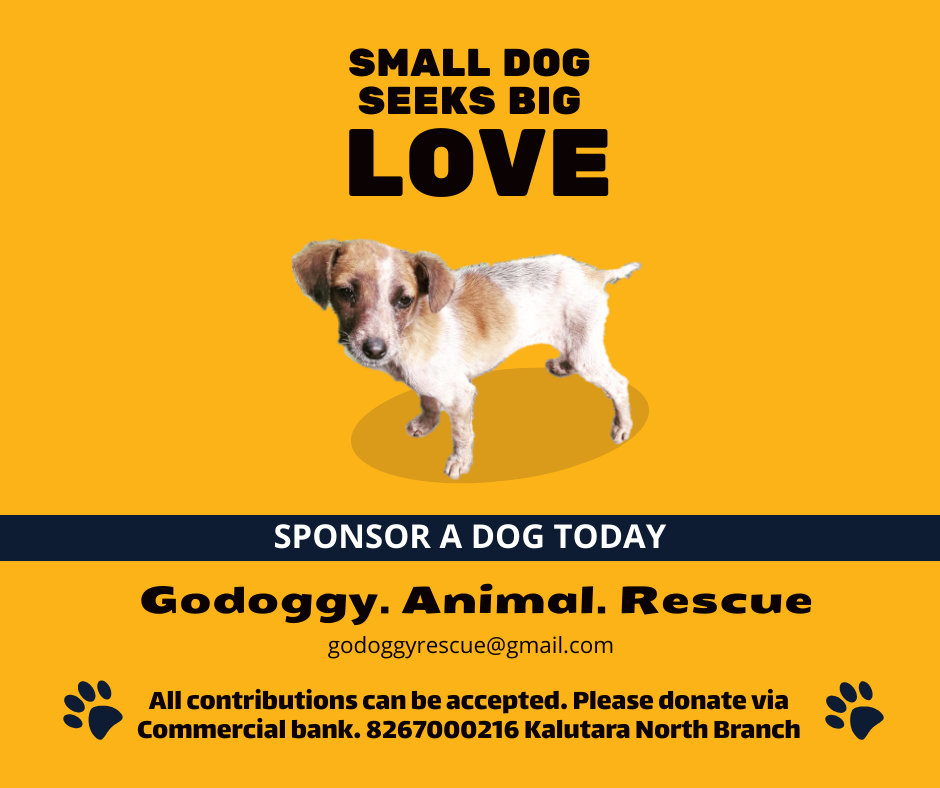 SMALL DOG
SEEKS BIG
LOVE
SPONSOR A DOG TODAY
Godoggy. Animal. Rescue
godoggyrescue@gmail.com
All contributions can be accepted. Please donate via
Commercial bank. 8267000216 Kalutara North Branch